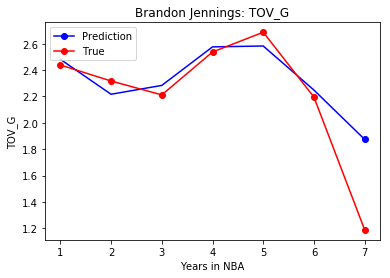 Brandon Jennings: TOV_G
Prediction
True
2.6
2.4
2.2
2.0
1.8
1.6
1.4
1.2
TOV_G
1 2 3 4 5 6 7
Years in NBA